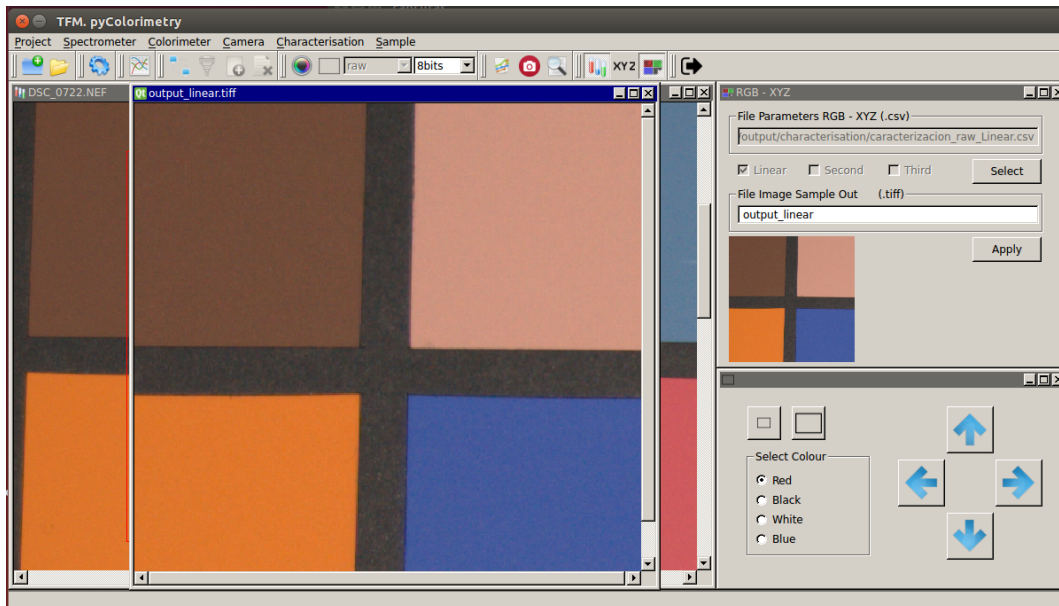 TFM. pyColorimetry
Project Spectrometer Colorimeter Camera Characterisation Sample
raw 8bits XYZ
DSC_0722.NEF
Qt output_linear.tiff
RGB - XYZ
File Parameters RGB - XYZ (.csv)
/output/characterisation/caracterizacion_raw_Linear.csv
Linear Second Third Select
File Image Sample Out (.tiff)
output_linear
Apply
Select Colour
Red
Black
White
Blue